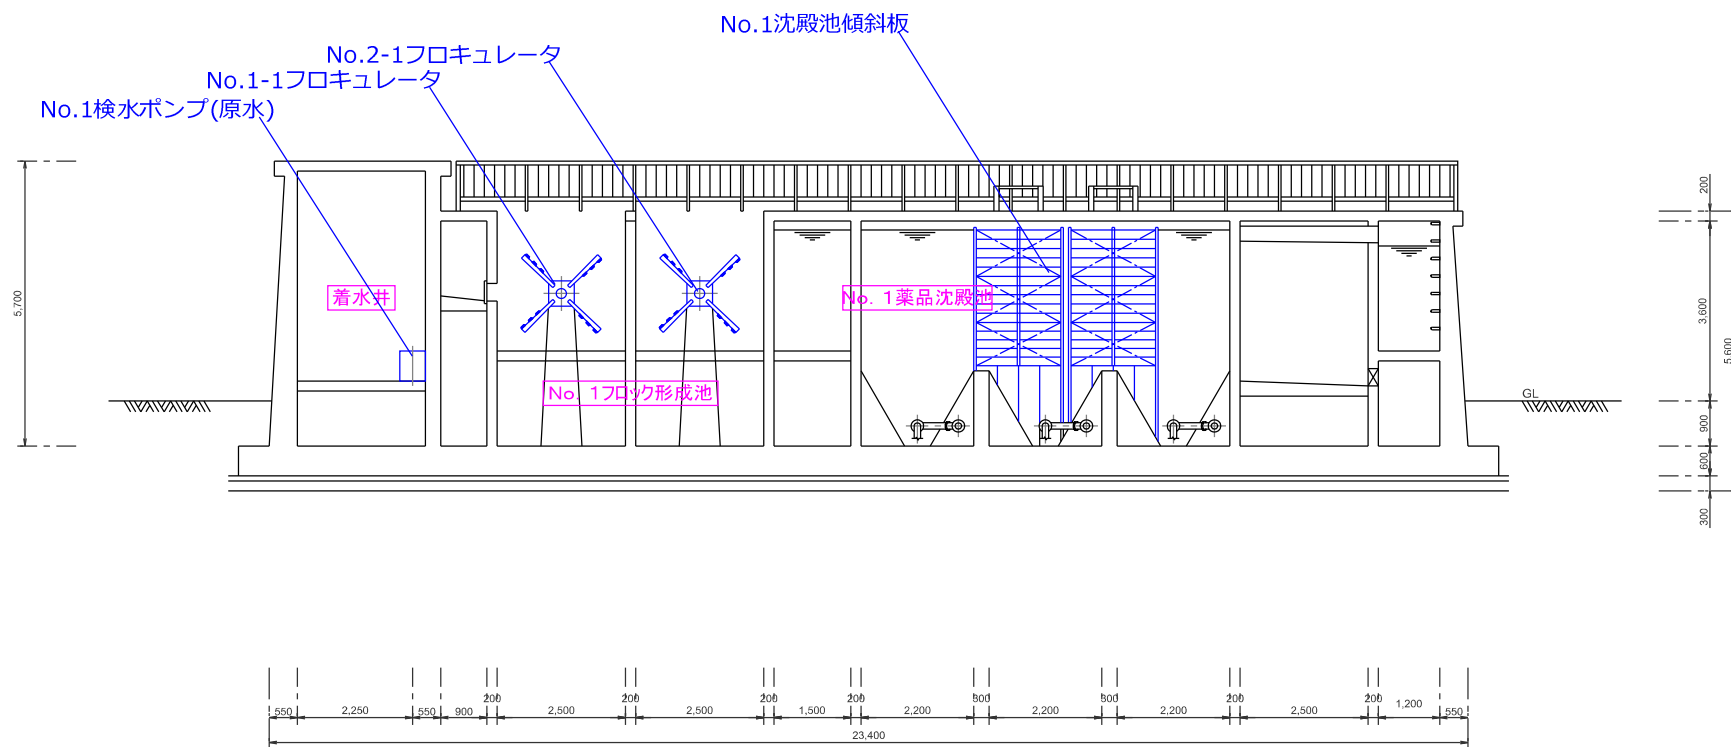 No.1沈殿池傾斜板
No.2-1フロキュレータ
No.1-1フロキュレータ
No.1検水ポンプ(原水)
200
5,700
着水井
No. 1薬品沈殿池
3,600
5,600
No. 1フロック形成池
GL
900
600
300
200 200 200 200 300 300 200 200
550 2,250 550 900 2,500 2,500 1,500 2,200 2,200 2,200 2,500 1,200 550
23,400